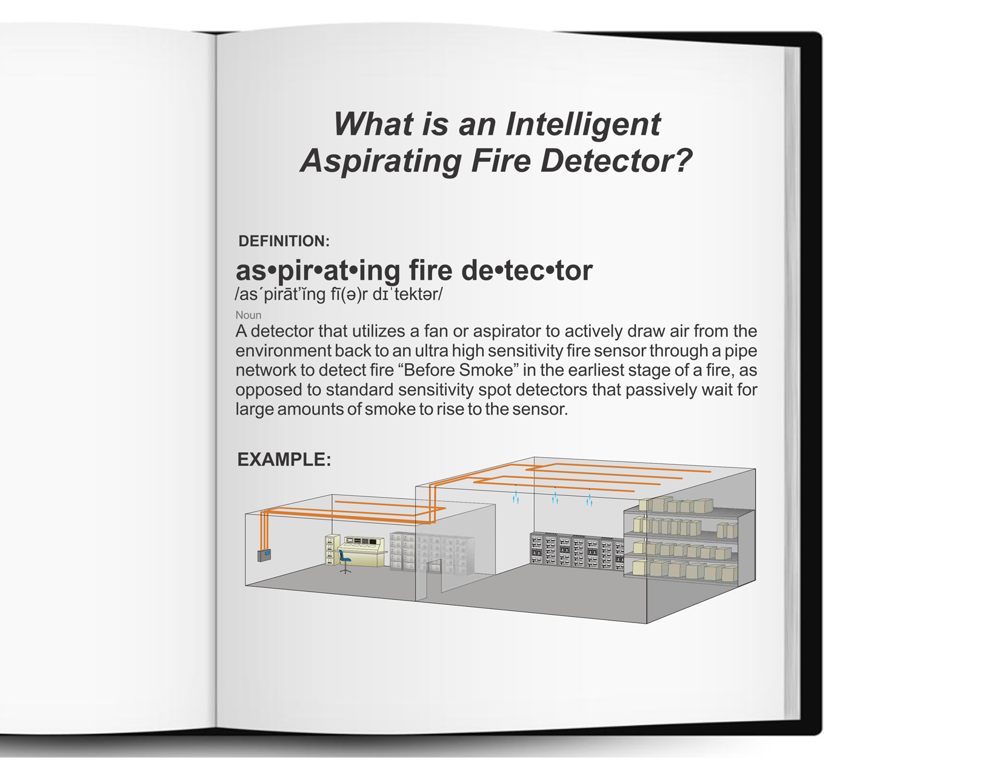 What is an Intelligent
Aspirating Fire Detector?
DEFINITION:
as•pir•at•ing fire de•tec•tor
/as´pirāt’ĭng fī(ə)r dɪˈtektər/
Noun
A detector that utilizes a fan or aspirator to actively draw air from the
environment back to an ultra high sensitivity fire sensor through a pipe
network to detect fire “Before Smoke” in the earliest stage of a fire, as
opposed to standard sensitivity spot detectors that passively wait for
large amounts of smoke to rise to the sensor.
EXAMPLE: